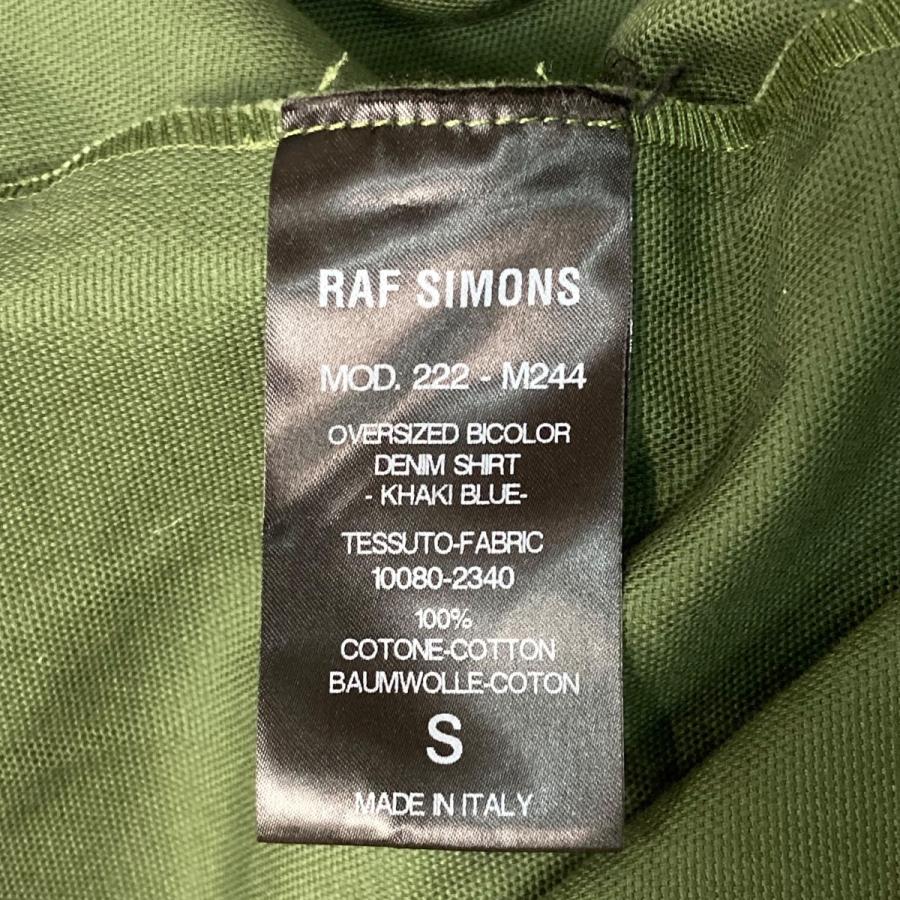 RAF SIMONS
MOD. 222 - M244
OVERSIZED BICOLOR
DENIM SHIRT
- KHAKI BLUE-
TESSUTO-FABRIC
10080-2340
100%
COTONE-COTTON
BAUMWOLLE-COTON
S
MADE IN ITALY